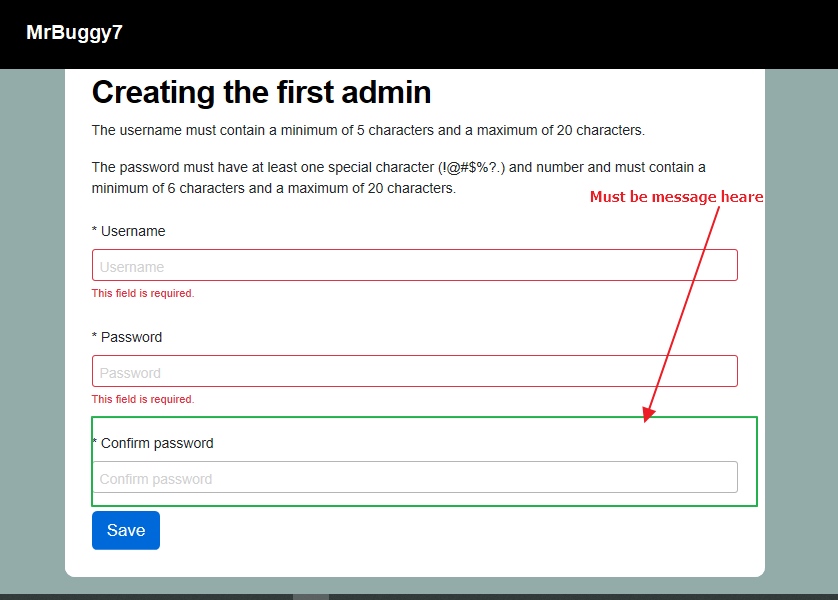 MrBuggy7
Creating the first admin
The username must contain a minimum of 5 characters and a maximum of 20 characters.
The password must have at least one special character (!@#$%?.) and number and must contain a
minimum of 6 characters and a maximum of 20 characters.
Must be message heare
* Username
Username
This field is required.
* Password
Password
This field is required.
* Confirm password
Confirm password
Save